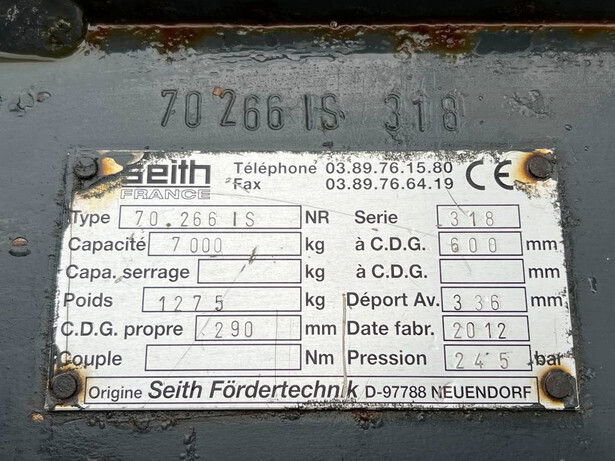 70 266 IS 318
seith Téléphone 03.89.76.15.80
FRANCE Fax 03.89.76.64.19 CE
Type 70.266 IS NR Serie 318
Capacité 7000 kg à C.D.G. 600 mm
Capa. serrage kg à C.D.G. mm
Poids 1275 kg Déport Av. 336 mm
C.D.G. propre 290 mm Date fabr. 2012
Couple Nm Pression 245 bar
Origine Seith Fördertechnik D-97788 NEUENDORF